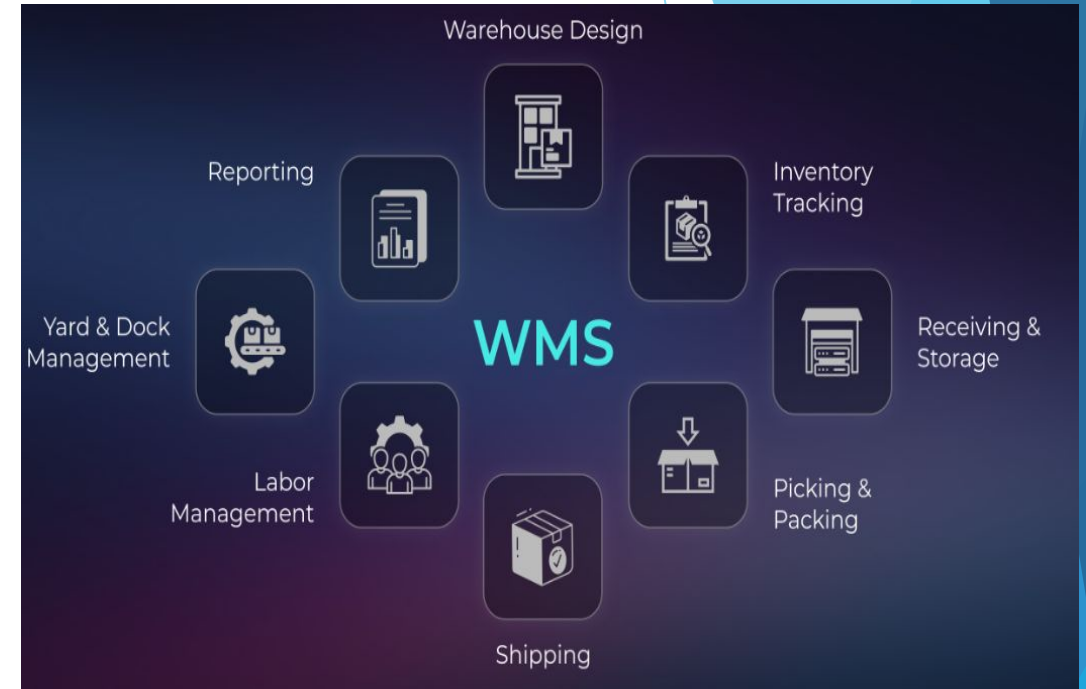 Warehouse Design
Reporting
Inventory
Tracking
Yard & Dock
Management
WMS
Receiving &
Storage
Labor
Management
Picking &
Packing
Shipping